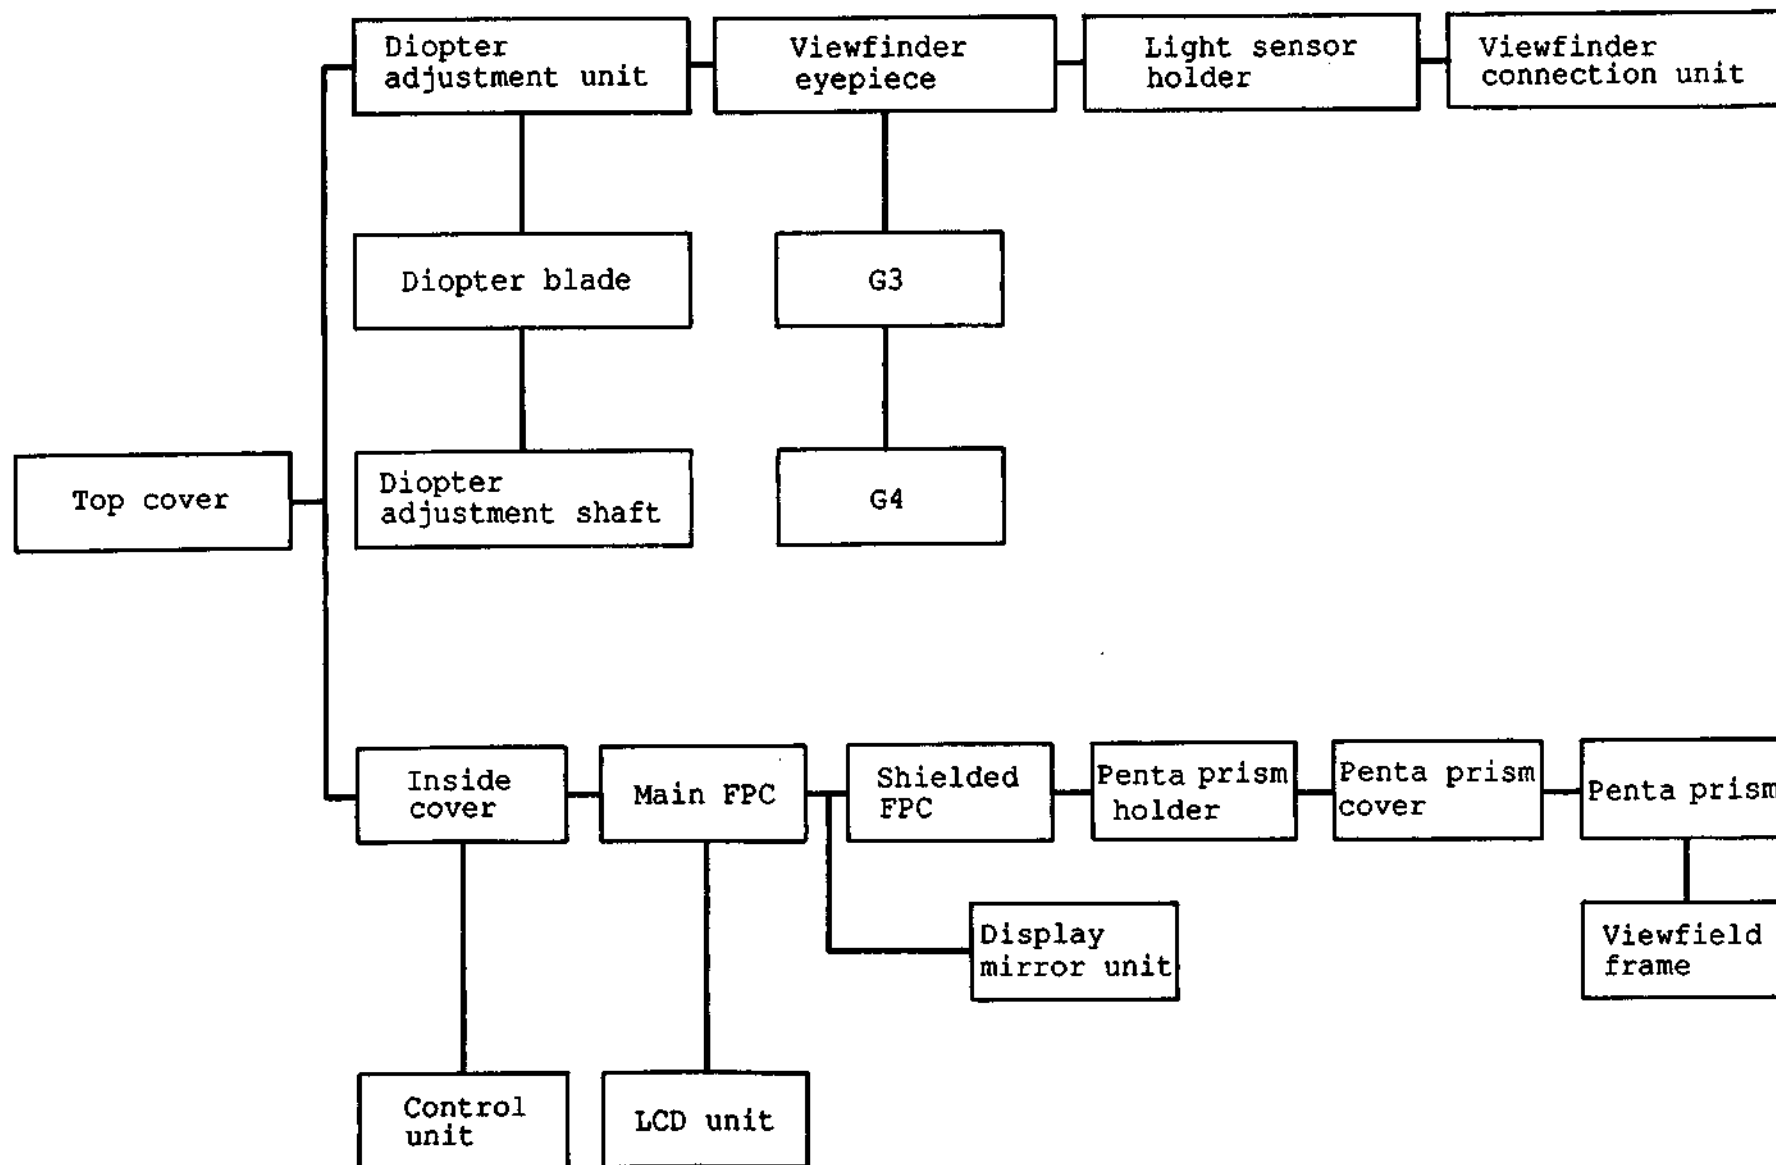 Diopter
adjustment unit
Viewfinder
eyepiece
Light sensor
holder
Viewfinder
connection unit
Diopter blade
G3
Top cover
Diopter
adjustment shaft
G4
Inside
cover
Main FPC
Shielded
FPC
Penta prism
holder
Penta prism
cover
Penta prism
Display
mirror unit
Viewfield
frame
Control
unit
LCD unit